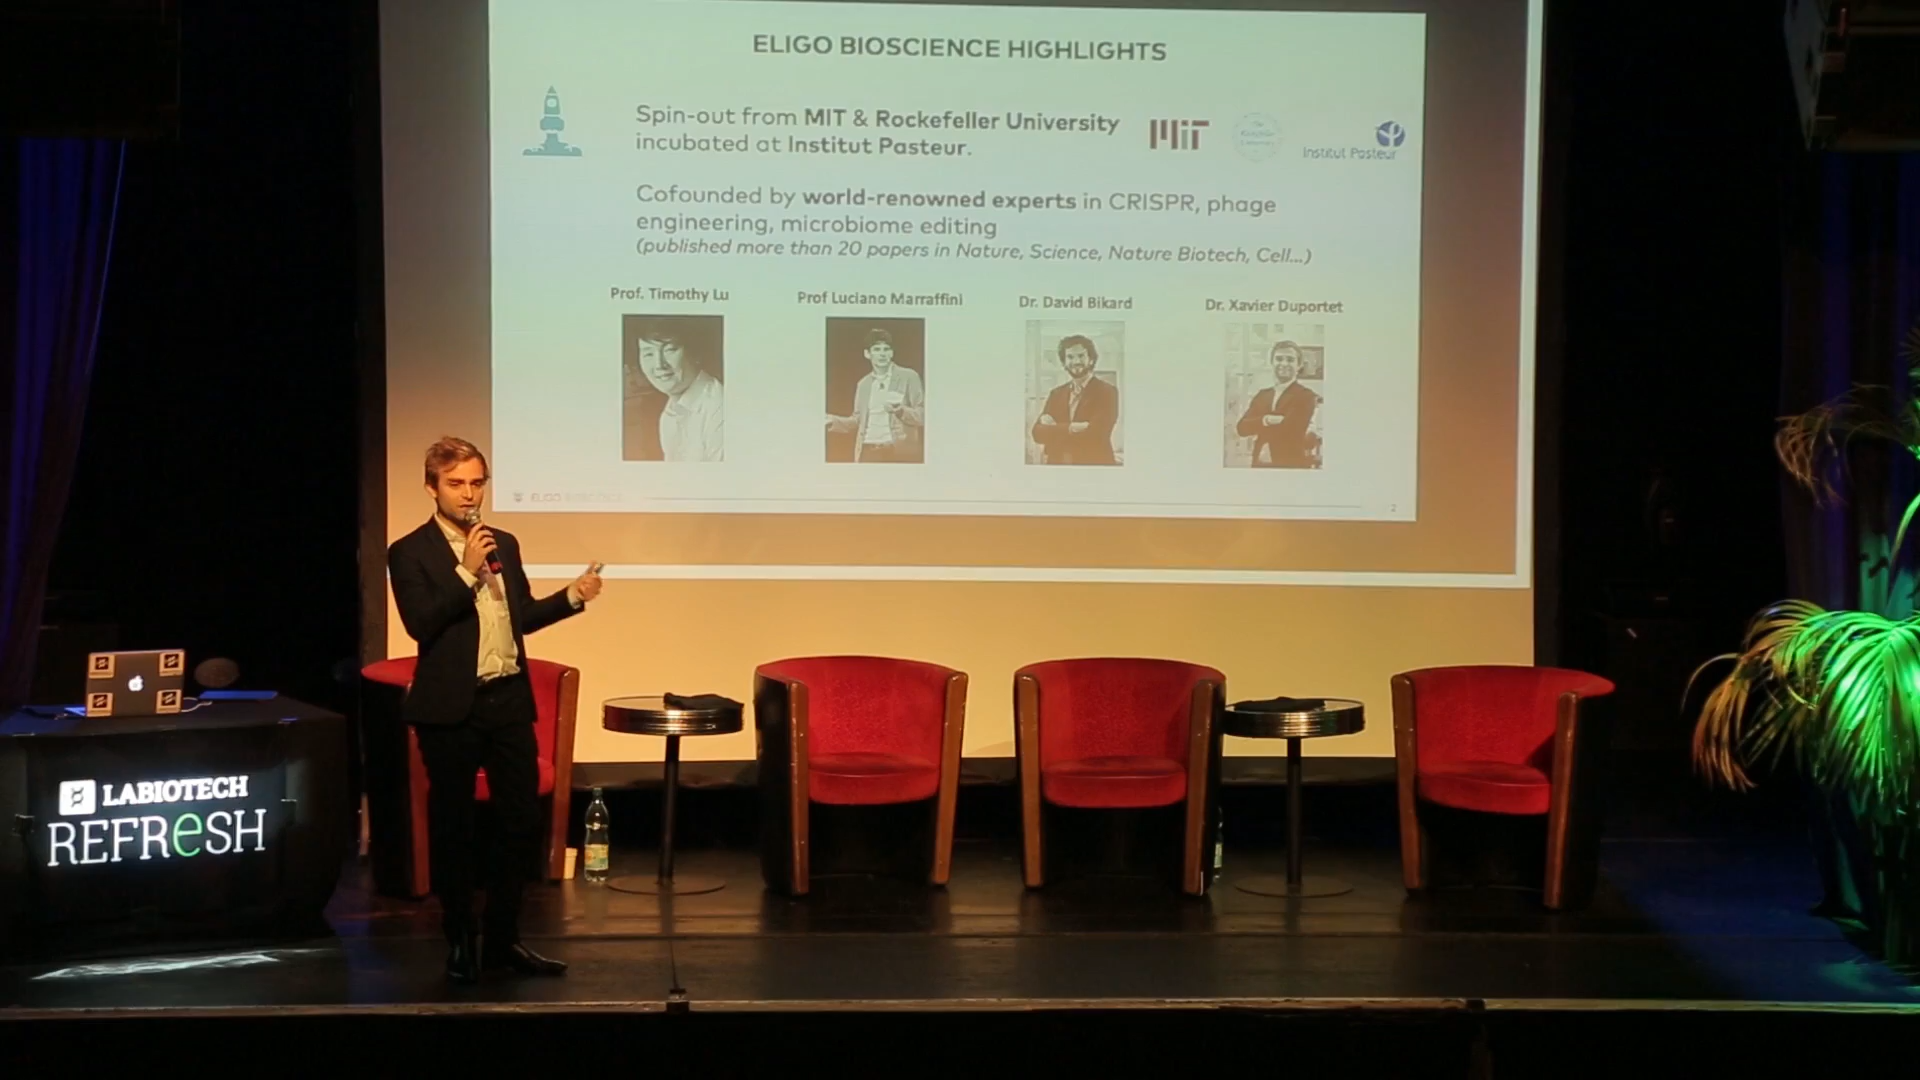 ELIGO BIOSCIENCE HIGHLIGHTS
Spin-out from MIT & Rockefeller University
incubated at Institut Pasteur.
MIT
Institut Pasteur
Cofounded by world-renowned experts in CRISPR, phage
engineering, microbiome editing
(published more than 20 papers in Nature, Science, Nature Biotech, Cell...)
Prof. Timothy Lu
Prof Luciano Marraffini
Dr. David Bikard
Dr. Xavier Duportet
ELIGO
2
LABIOTECH
REFReSH